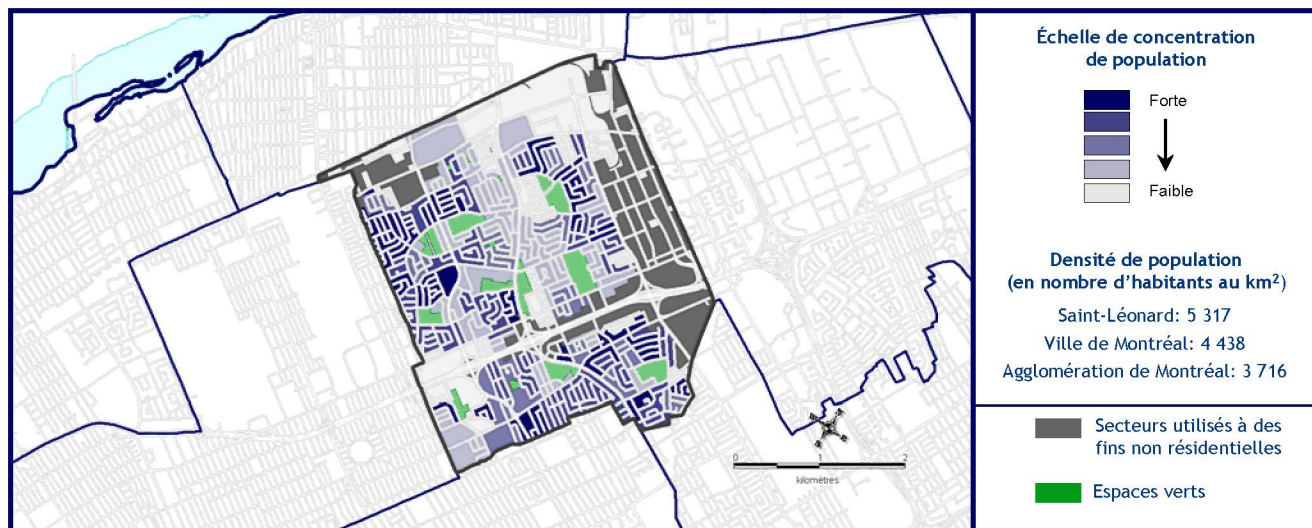 Échelle de concentration
de population
Forte
Faible
Densité de population
(en nombre d'habitants au km²)
Saint-Léonard: 5 317
Ville de Montréal: 4 438
Agglomération de Montréal: 3 716
0 1 2
kilomètres
Secteurs utilisés à des
fins non résidentielles
Espaces verts